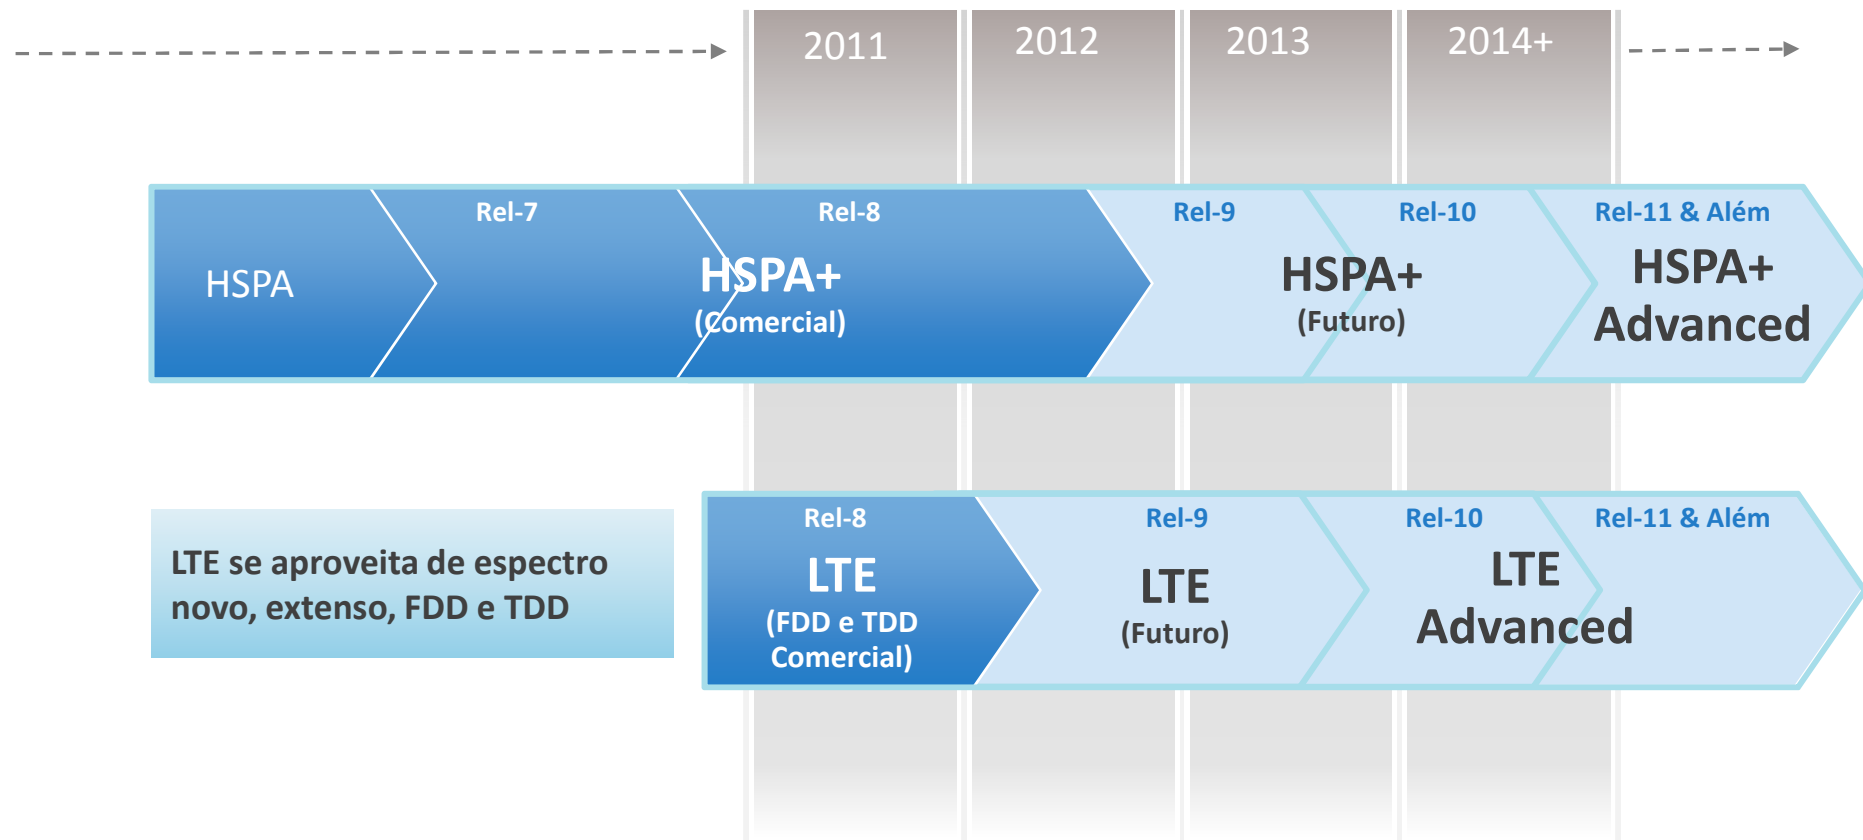 2011
2012
2013
2014+
Rel-7
Rel-8
Rel-9
Rel-10
Rel-11 & Além
HSPA
HSPA+
(Comercial)
HSPA+
(Futuro)
HSPA+
Advanced
LTE se aproveita de espectro
novo, extenso, FDD e TDD
Rel-8
Rel-9
Rel-10
Rel-11 & Além
LTE
(FDD e TDD
Comercial)
LTE
(Futuro)
LTE
Advanced